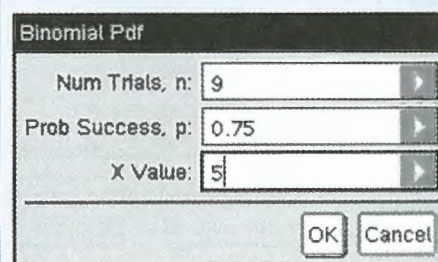 Binomial Pdf
Num Trials, n: 9
Prob Success, p: 0.75
X Value: 5
OK Cancel